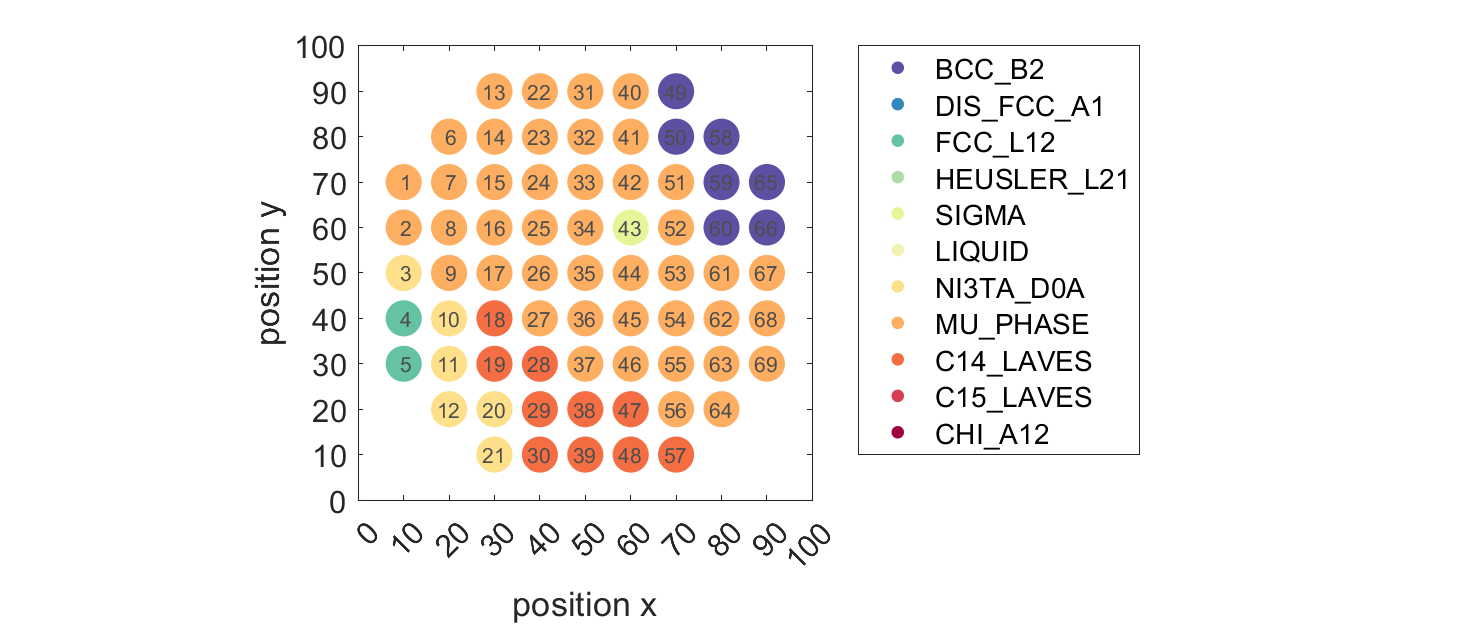 100
90 13 22 31 40 49
80 6 14 23 32 41 50 58
70 1 7 15 24 33 42 51 59 65
60 2 8 16 25 34 43 52 60 66
50 3 9 17 26 35 44 53 61 67
40 4 10 18 27 36 45 54 62 68
30 5 11 19 28 37 46 55 63 69
20 12 20 29 38 47 56 64
10 21 30 39 48 57
0
position y
0 10 20 30 40 50 60 70 80 90 100
position x
BCC_B2
DIS_FCC_A1
FCC_L12
HEUSLER_L21
SIGMA
LIQUID
NI3TA_D0A
MU_PHASE
C14_LAVES
C15_LAVES
CHI_A12